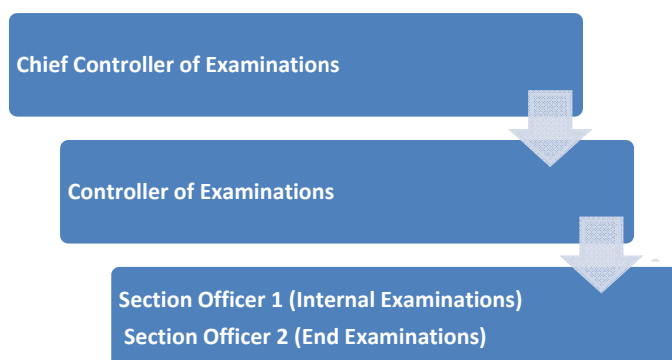 Chief Controller of Examinations
Controller of Examinations
Section Officer 1 (Internal Examinations)
Section Officer 2 (End Examinations)